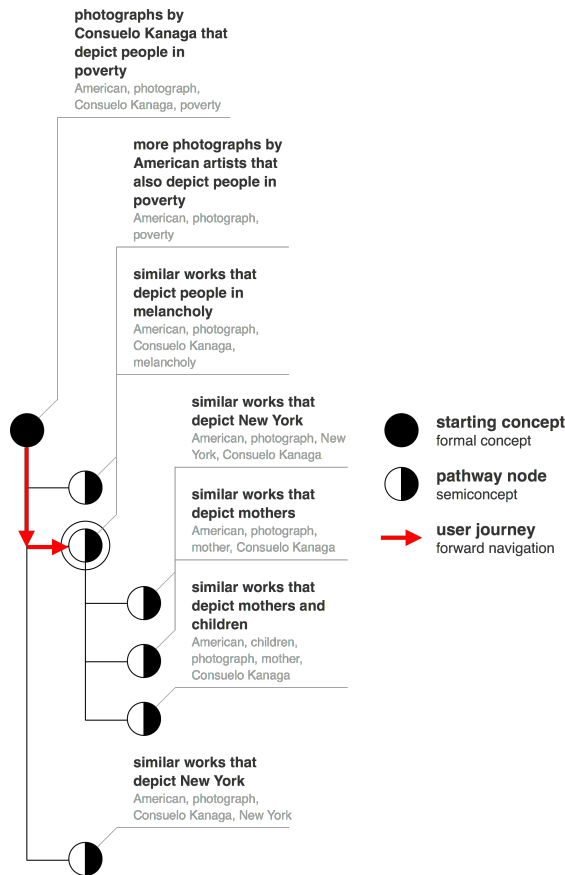 photographs by
Consuelo Kanaga that
depict people in
poverty
American, photograph,
Consuelo Kanaga, poverty
more photographs by
American artists that
also depict people in
poverty
American, photograph,
poverty
similar works that
depict people in
melancholy
American, photograph,
Consuelo Kanaga,
melancholy
similar works that
depict New York
American, photograph, New
York, Consuelo Kanaga
similar works that
depict mothers
American, photograph,
mother, Consuelo Kanaga
similar works that
depict mothers and
children
American, children,
photograph, mother,
Consuelo Kanaga
similar works that
depict New York
American, photograph,
Consuelo Kanaga, New York
starting concept
formal concept
pathway node
semiconcept
user journey
forward navigation